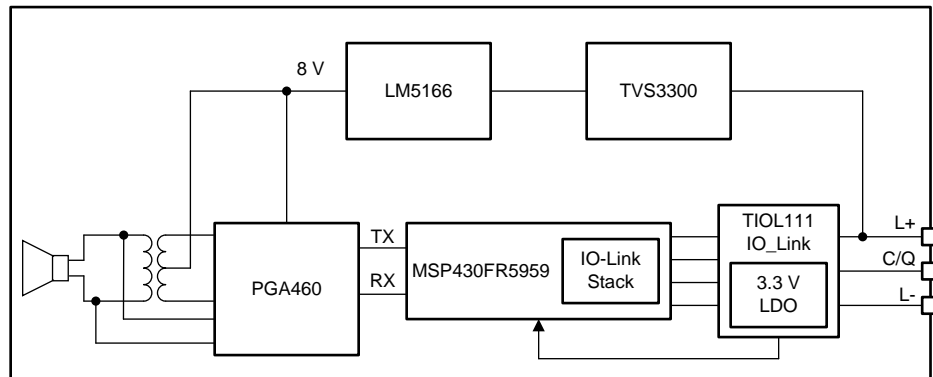 8 V
LM5166
TVS3300
TIOL111
IO_Link
L+
TX
MSP430FR5959
IO-Link
Stack
C/Q
PGA460
RX
3.3 V
LDO
L-